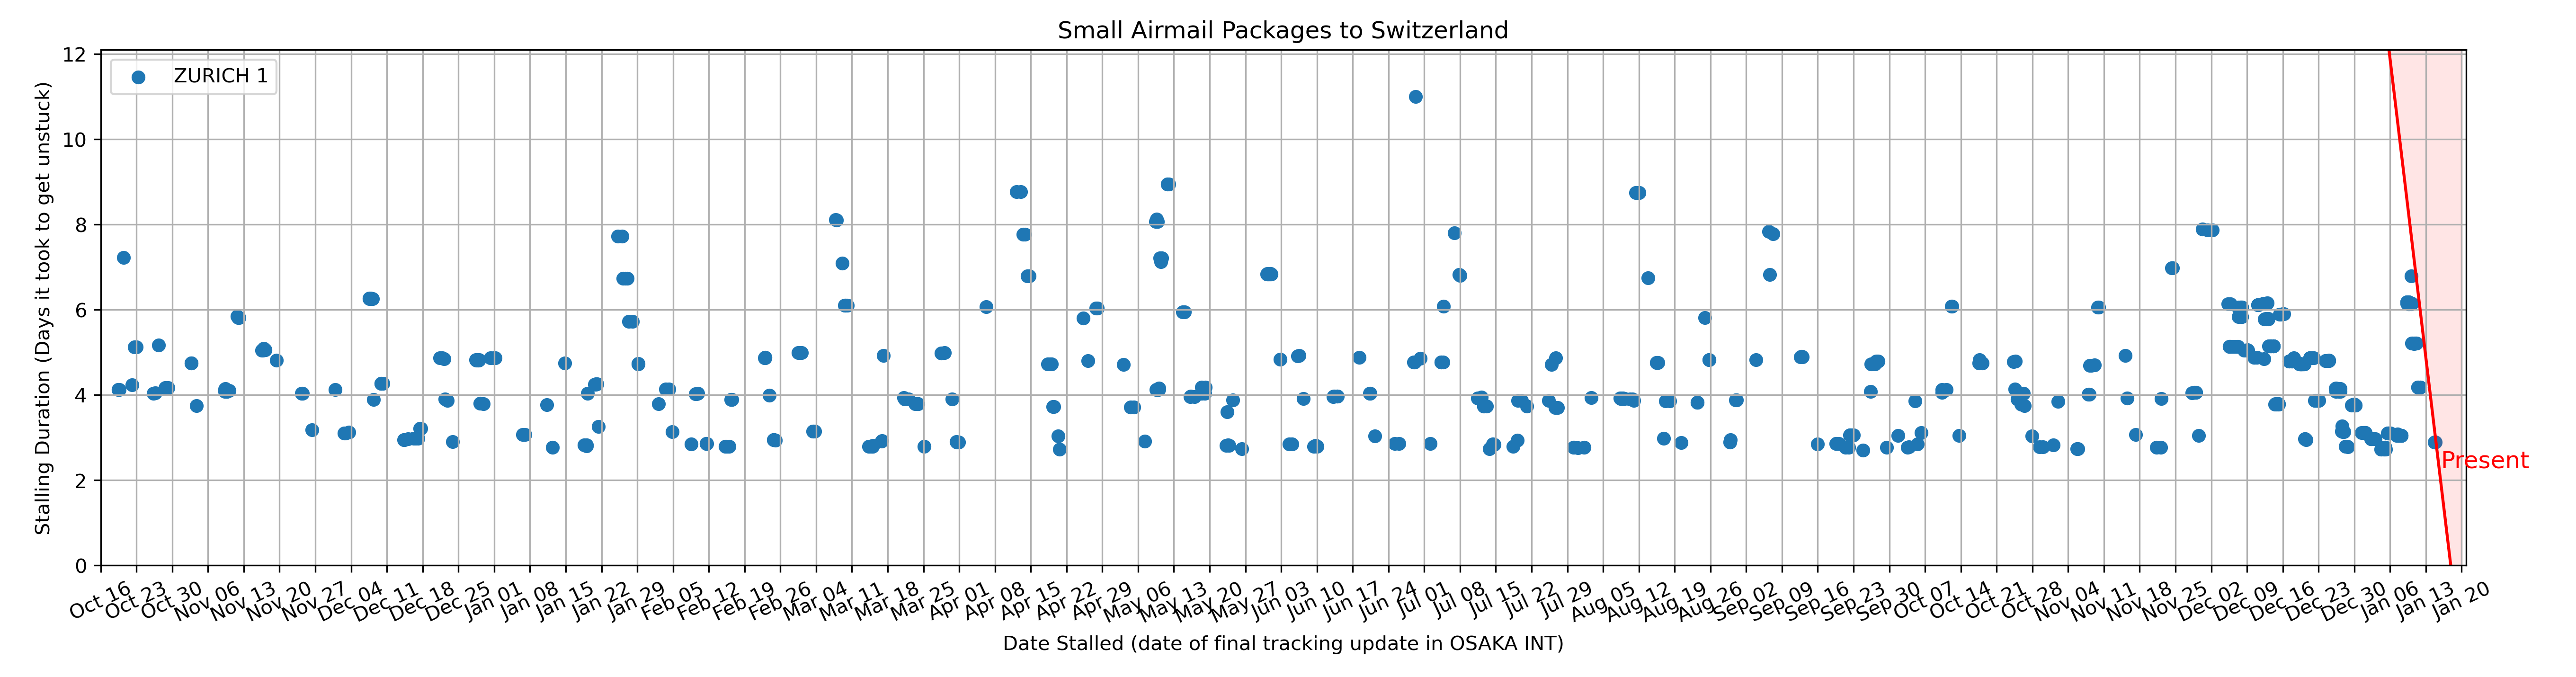 Small Airmail Packages to Switzerland
ZURICH 1
Stalling Duration (Days it took to get unstuck)
12
10
8
6
4
2
0
Present
Oct 16 Oct 23 Oct 30 Nov 06 Nov 13 Nov 20 Nov 27 Dec 04 Dec 11 Dec 18 Dec 25 Jan 01 Jan 08 Jan 15 Jan 22 Jan 29 Feb 05 Feb 12 Feb 19 Feb 26 Mar 04 Mar 11 Mar 18 Mar 25 Apr 01 Apr 08 Apr 15 Apr 22 Apr 29 May 06 May 13 May 20 May 27 Jun 03 Jun 10 Jun 17 Jun 24 Jul 01 Jul 08 Jul 15 Jul 22 Jul 29 Aug 05 Aug 12 Aug 19 Aug 26 Sep 02 Sep 09 Sep 16 Sep 23 Sep 30 Oct 07 Oct 14 Oct 21 Oct 28 Nov 04 Nov 11 Nov 18 Nov 25 Dec 02 Dec 09 Dec 16 Dec 23 Dec 30 Jan 06 Jan 13 Jan 20
Date Stalled (date of final tracking update in OSAKA INT)